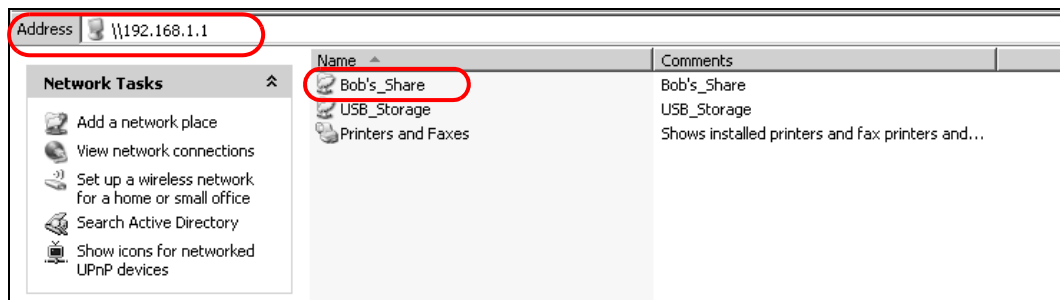 Address \\192.168.1.1
Network Tasks
Add a network place
View network connections
Set up a wireless network
for a home or small office
Search Active Directory
Show icons for networked
UPnP devices
Name Comments
Bob's_Share Bob's_Share
USB_Storage USB_Storage
Printers and Faxes Shows installed printers and fax printers and...